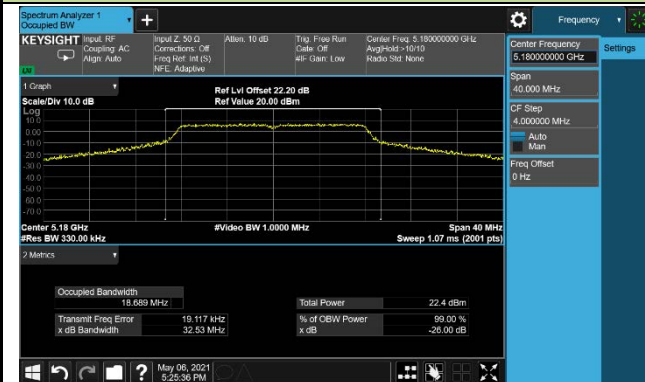 Spectrum Analyzer 1
Occupied BW
+
Frequency
KEYSIGHT
Input: RF
Coupling: AC
Align: Auto
Input Z: 50 Ω
Corrections: Off
Freq Ref: Int (S)
NFE: Adaptive
Atten: 10 dB
Trig: Free Run
Gate: Off
#IF Gain: Low
Center Freq: 5.180000000 GHz
Avg|Hold:>10/10
Radio Std: None
Center Frequency
5.180000000 GHz
Settings
Span
40.000 MHz
CF Step
4.000000 MHz
Auto
Man
Freq Offset
0 Hz
1 Graph
Scale/Div 10.0 dB
Ref Lvl Offset 22.20 dB
Ref Value 20.00 dBm
Log
10.0
0.00
-10.0
-20.0
-30.0
-40.0
-50.0
-60.0
-70.0
Center 5.18 GHz
#Video BW 1.0000 MHz
Span 40 MHz
#Res BW 330.00 kHz
Sweep 1.07 ms (2001 pts)
2 Metrics
Occupied Bandwidth
18.689 MHz
Total Power
22.4 dBm
Transmit Freq Error
19.117 kHz
% of OBW Power
99.00 %
x dB Bandwidth
32.53 MHz
x dB
-26.00 dB
?
May 06, 2021
5:25:36 PM